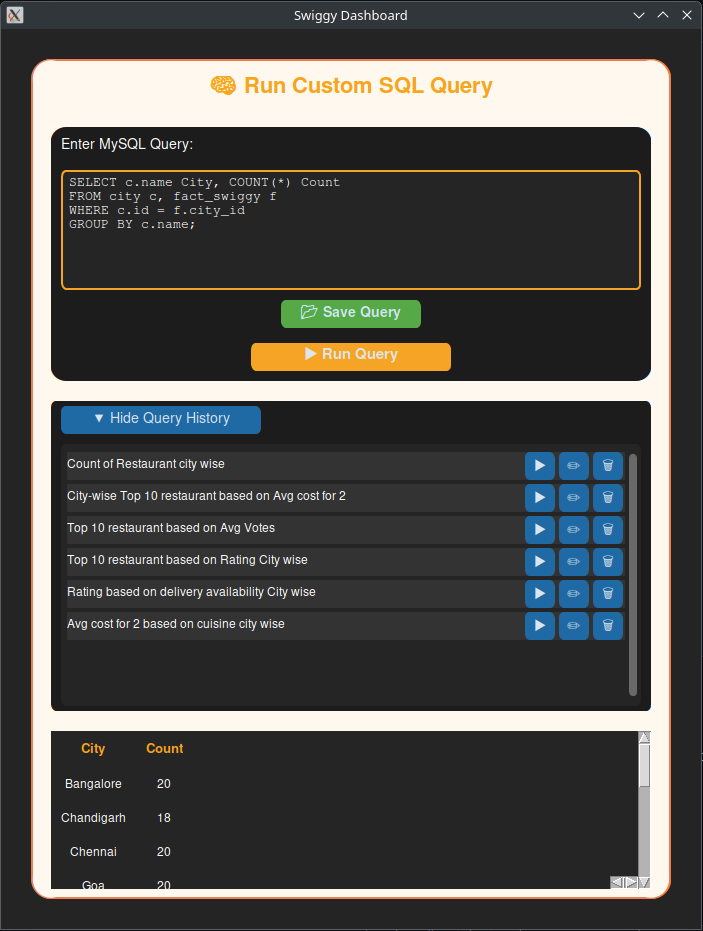 Swiggy Dashboard
Run Custom SQL Query
Enter MySQL Query:
SELECT c.name City, COUNT(*) Count
FROM city c, fact_swiggy f
WHERE c.id = f.city_id
GROUP BY c.name;
Save Query
▶ Run Query
▼ Hide Query History
Count of Restaurant city wise
City-wise Top 10 restaurant based on Avg cost for 2
Top 10 restaurant based on Avg Votes
Top 10 restaurant based on Rating City wise
Rating based on delivery availability City wise
Avg cost for 2 based on cuisine city wise
City Count
Bangalore 20
Chandigarh 18
Chennai 20
Goa 20